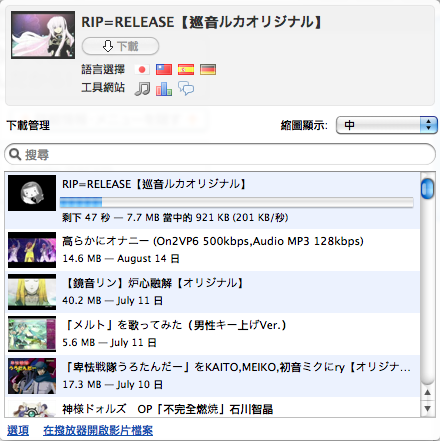 RIP=RELEASE【巡音ルカオリジナル】
下載
語言選擇
工具網站
下載管理
縮圖顯示: 中
搜尋
RIP=RELEASE【巡音ルカオリジナル】
剩下 47 秒 — 7.7 MB 當中的 921 KB (201 KB/秒)
高らかにオナニー (On2VP6 500kbps,Audio MP3 128kbps)
14.6 MB — August 14 日
【鏡音リン】炉心融解【オリジナル】
40.2 MB — July 11 日
「メルト」を歌ってみた（男性キー上げVer.）
5.6 MB — July 11 日
「卑怯戦隊うろたんだー」をKAITO,MEIKO,初音ミクにry【オリジナ...
17.3 MB — July 10 日
神様ドォルズ　OP「不完全燃焼」石川智晶
選項 在撥放器開啟影片檔案